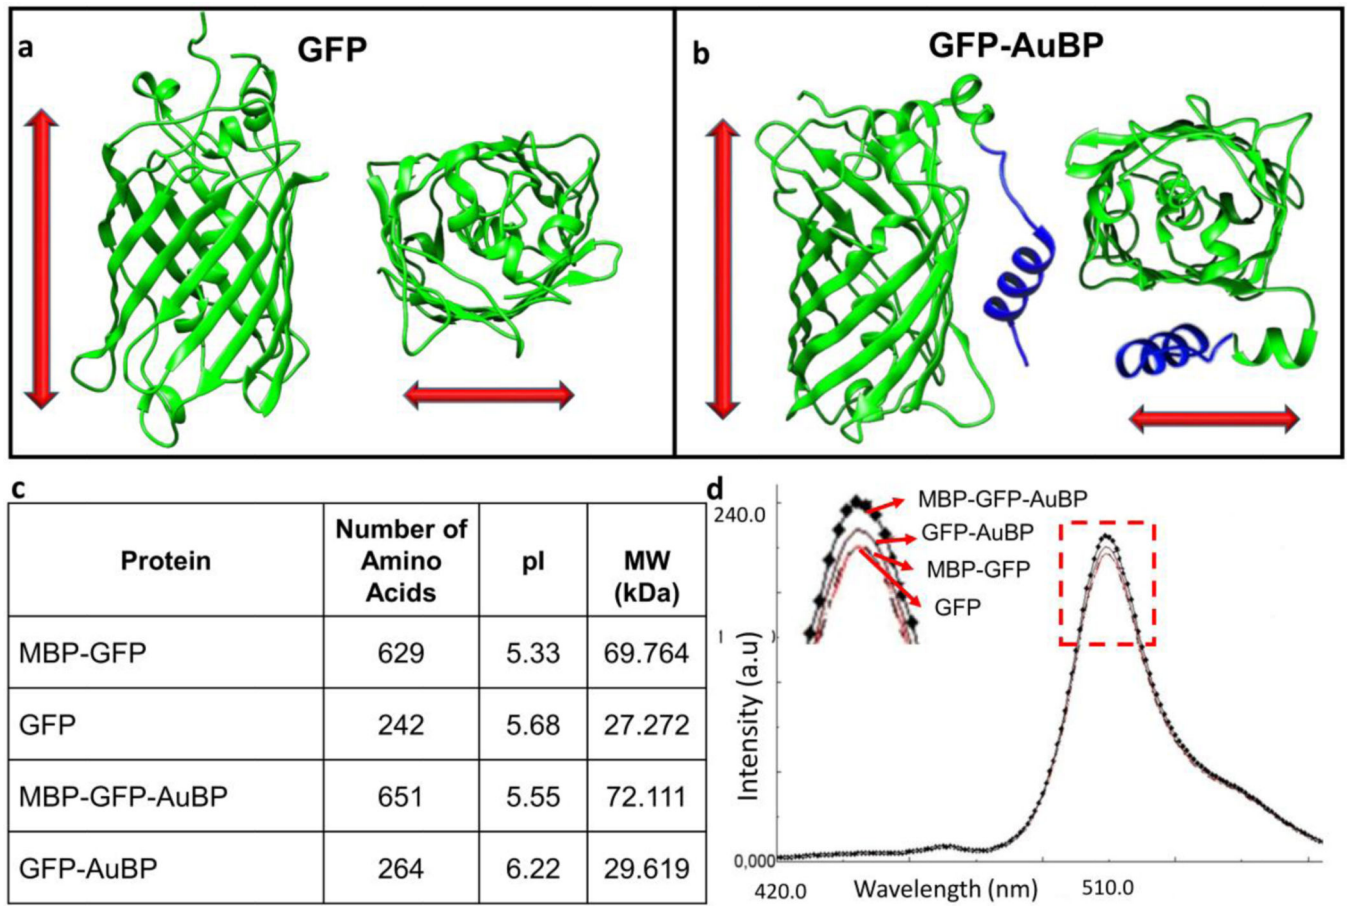 a
GFP
b
GFP-AuBP
c
Protein
Number of
Amino
Acids
pI
MW
(kDa)
MBP-GFP
629
5.33
69.764
GFP
242
5.68
27.272
MBP-GFP-AuBP
651
5.55
72.111
GFP-AuBP
264
6.22
29.619
d
240.0
MBP-GFP-AuBP
GFP-AuBP
MBP-GFP
GFP
Intensity (a.u)
0,000
420.0
Wavelength (nm)
510.0